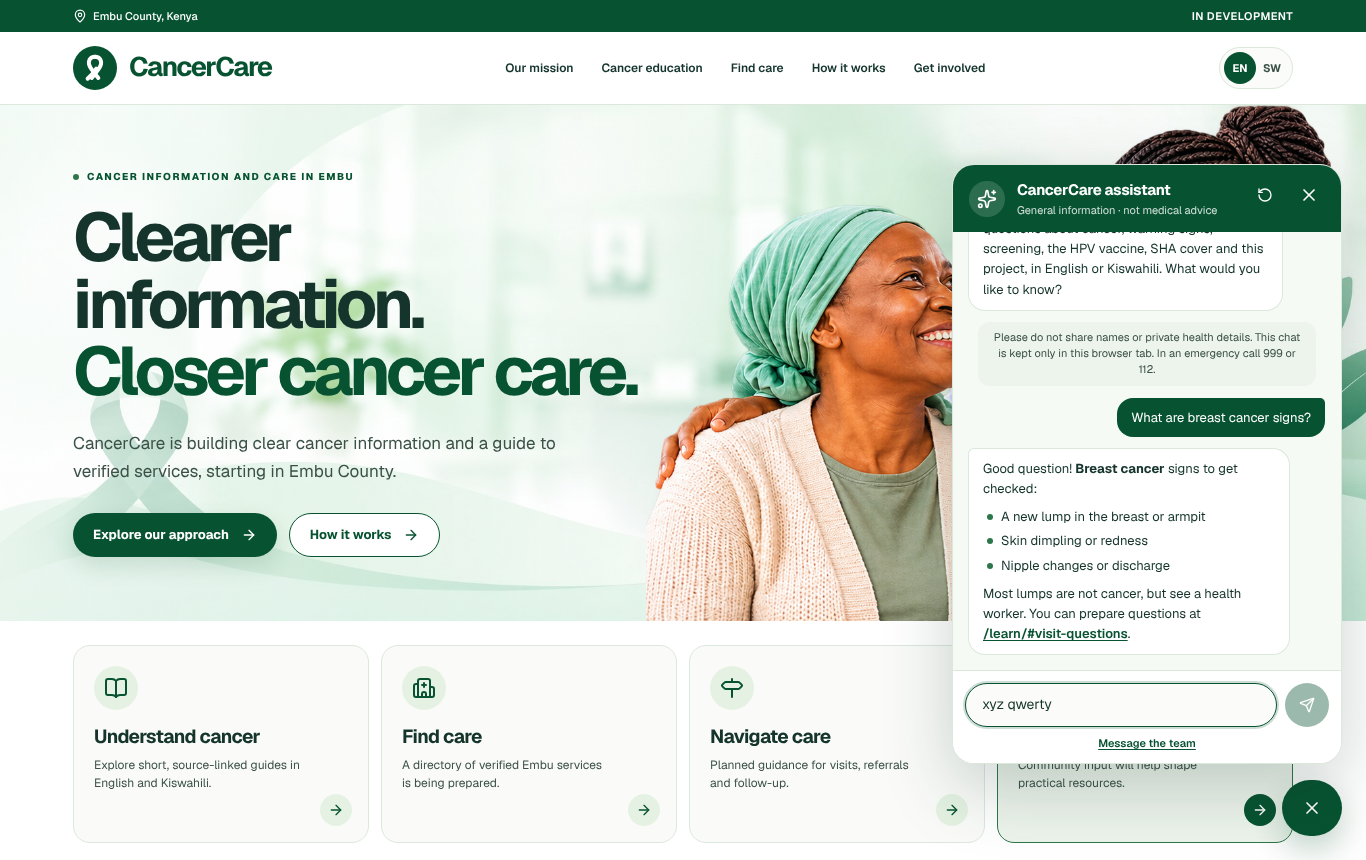 Embu County, Kenya
IN DEVELOPMENT
CancerCare
Our mission
Cancer education
Find care
How it works
Get involved
EN
SW
CANCER INFORMATION AND CARE IN EMBU
Clearer
information.
Closer cancer care.
CancerCare is building clear cancer information and a guide to
verified services, starting in Embu County.
Explore our approach
How it works
Understand cancer
Explore short, source-linked guides in
English and Kiswahili.
Find care
A directory of verified Embu services
is being prepared.
Navigate care
Planned guidance for visits, referrals
and follow-up.
Community input will help shape
practical resources.
CancerCare assistant
General information · not medical advice
questions about cancer, warning signs,
screening, the HPV vaccine, SHA cover and this
project, in English or Kiswahili. What would you
like to know?
Please do not share names or private health details. This chat
is kept only in this browser tab. In an emergency call 999 or
112.
What are breast cancer signs?
Good question! Breast cancer signs to get
checked:
A new lump in the breast or armpit
Skin dimpling or redness
Nipple changes or discharge
Most lumps are not cancer, but see a health
worker. You can prepare questions at
/learn/#visit-questions.
xyz qwerty
Message the team